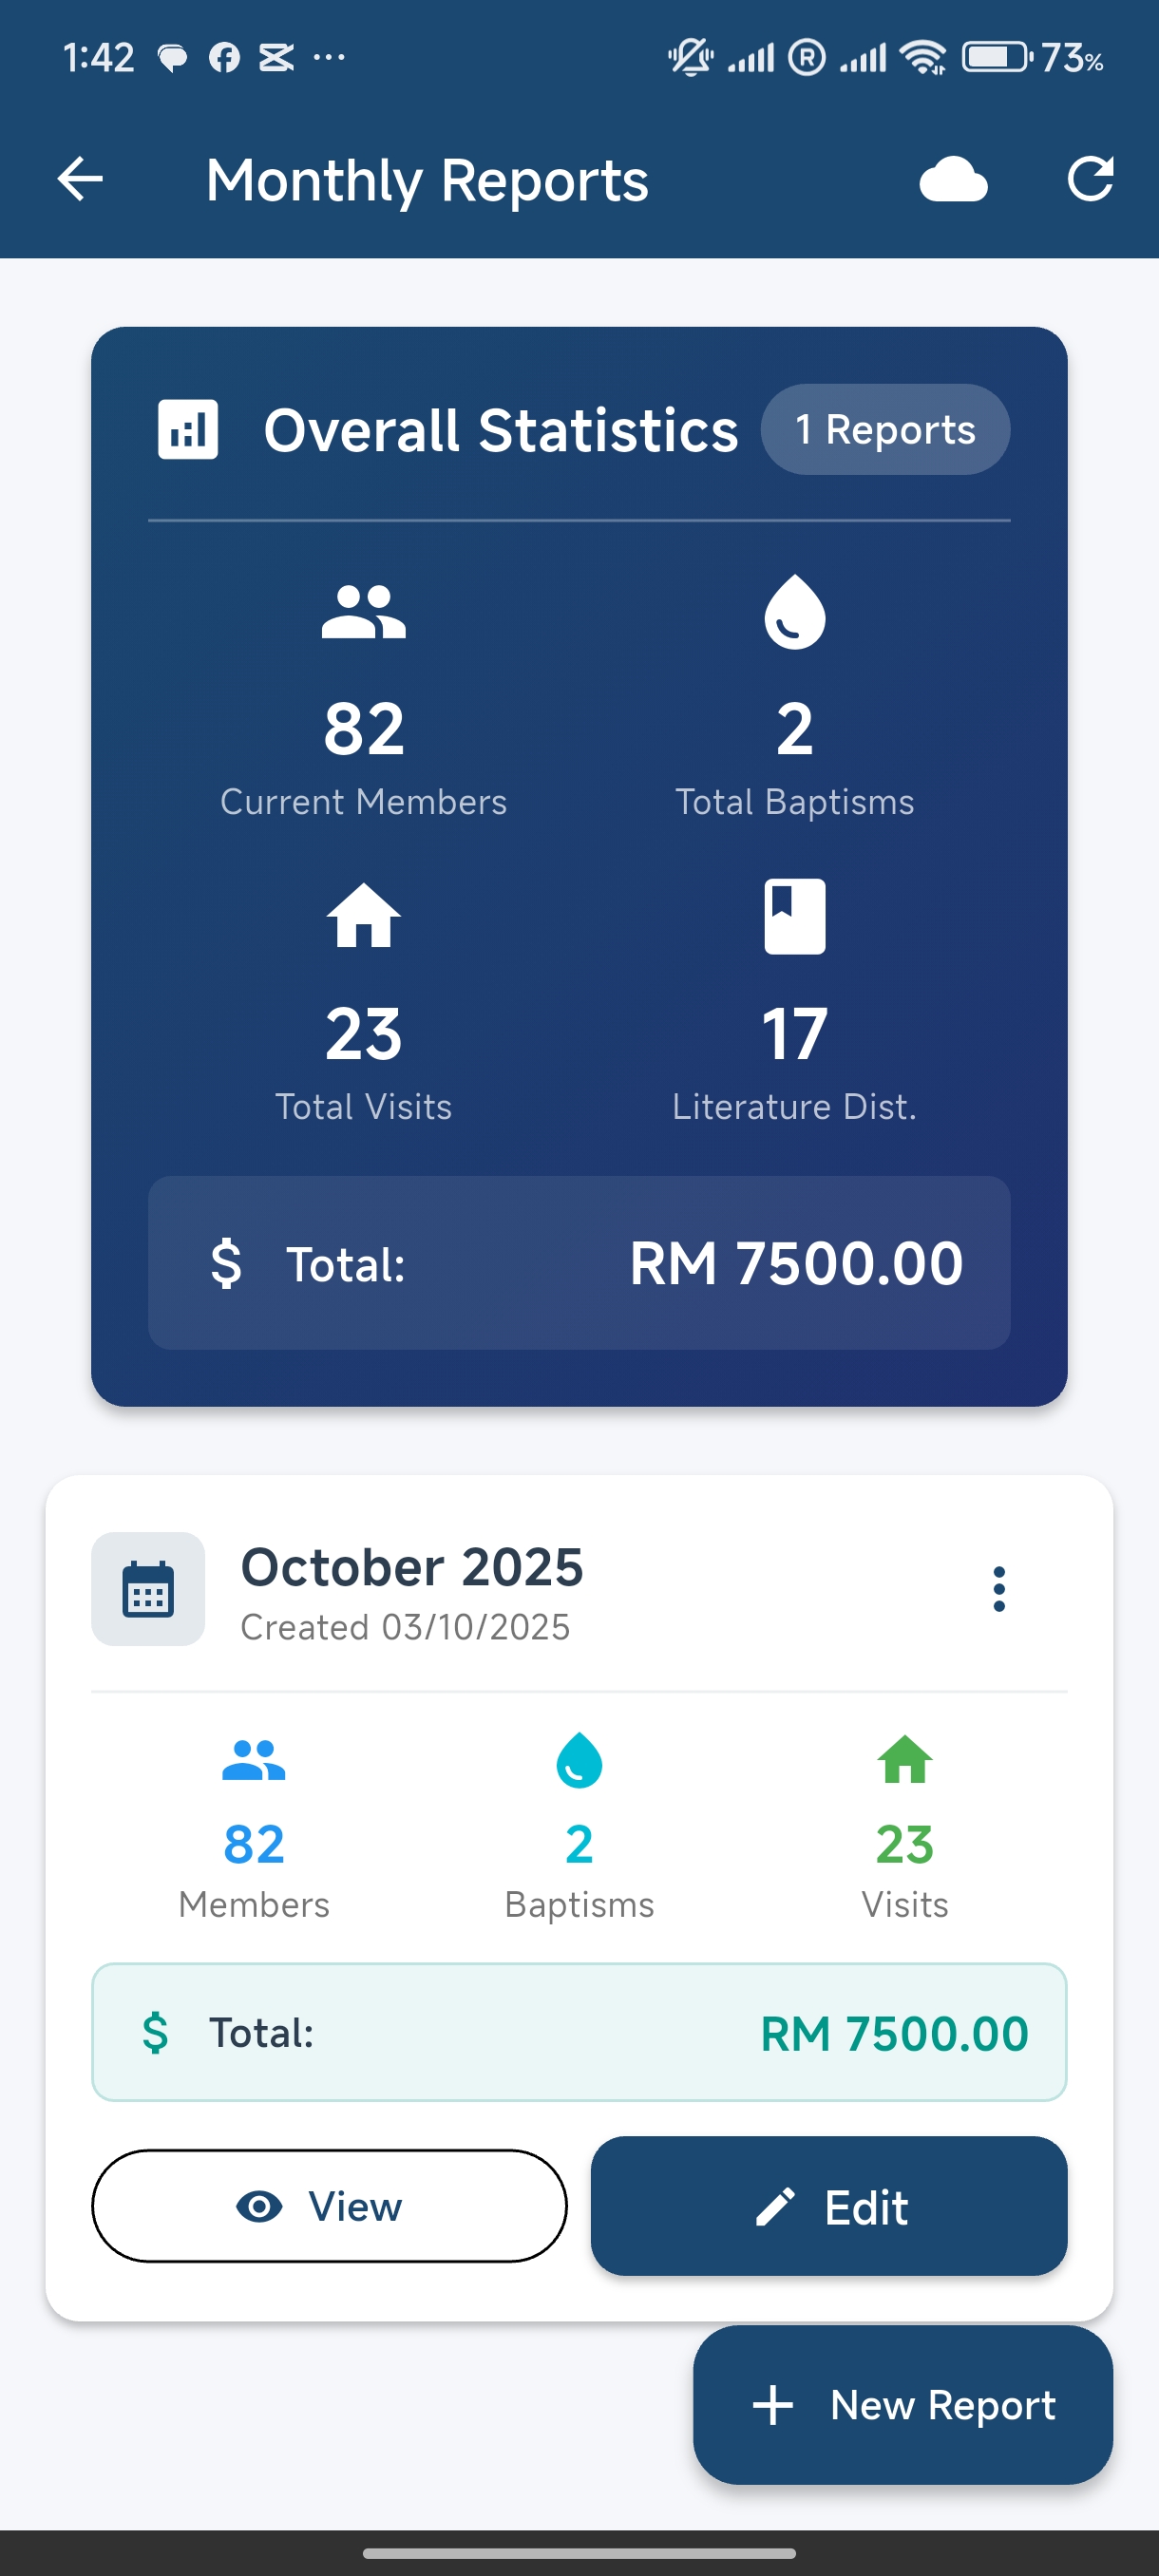 1:42 ... R 73%
Monthly Reports
Overall Statistics 1 Reports
82 2
Current Members Total Baptisms
23 17
Total Visits Literature Dist.
$ Total: RM 7500.00
October 2025
Created 03/10/2025
82 2 23
Members Baptisms Visits
$ Total: RM 7500.00
View Edit
+ New Report